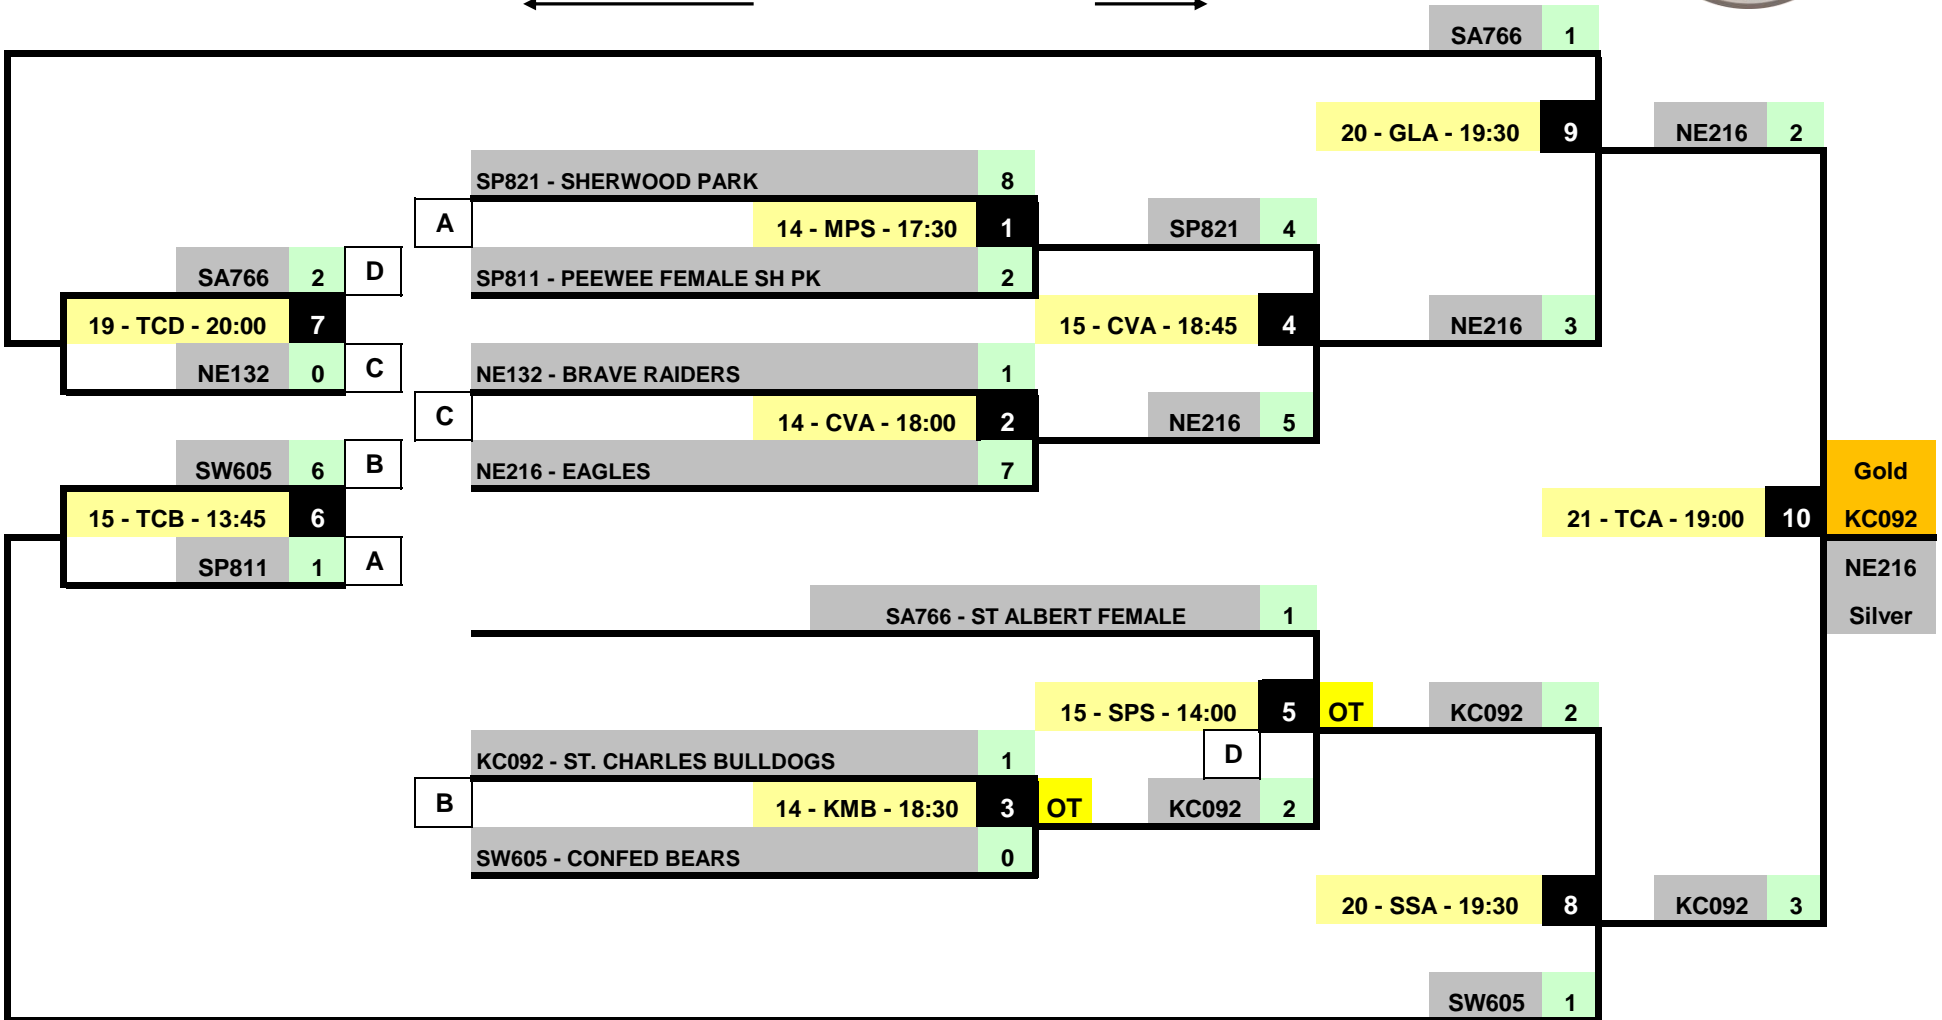 SA766 1
20 - GLA - 19:30 9 NE216 2
SP821 - SHERWOOD PARK 8
A 14 - MPS - 17:30 1 SP821 4
SA766 2 D SP811 - PEEWEE FEMALE SH PK 2
19 - TCD - 20:00 7 15 - CVA - 18:45 4 NE216 3
NE132 0 C NE132 - BRAVE RAIDERS 1
C 14 - CVA - 18:00 2 NE216 5
SW605 6 B NE216 - EAGLES 7 Gold
15 - TCB - 13:45 6 21 - TCA - 19:00 10 KC092
SP811 1 A NE216
SA766 - ST ALBERT FEMALE 1 Silver
15 - SPS - 14:00 5 OT KC092 2
KC092 - ST. CHARLES BULLDOGS 1 D
B 14 - KMB - 18:30 3 OT KC092 2
SW605 - CONFED BEARS 0
20 - SSA - 19:30 8 KC092 3
SW605 1